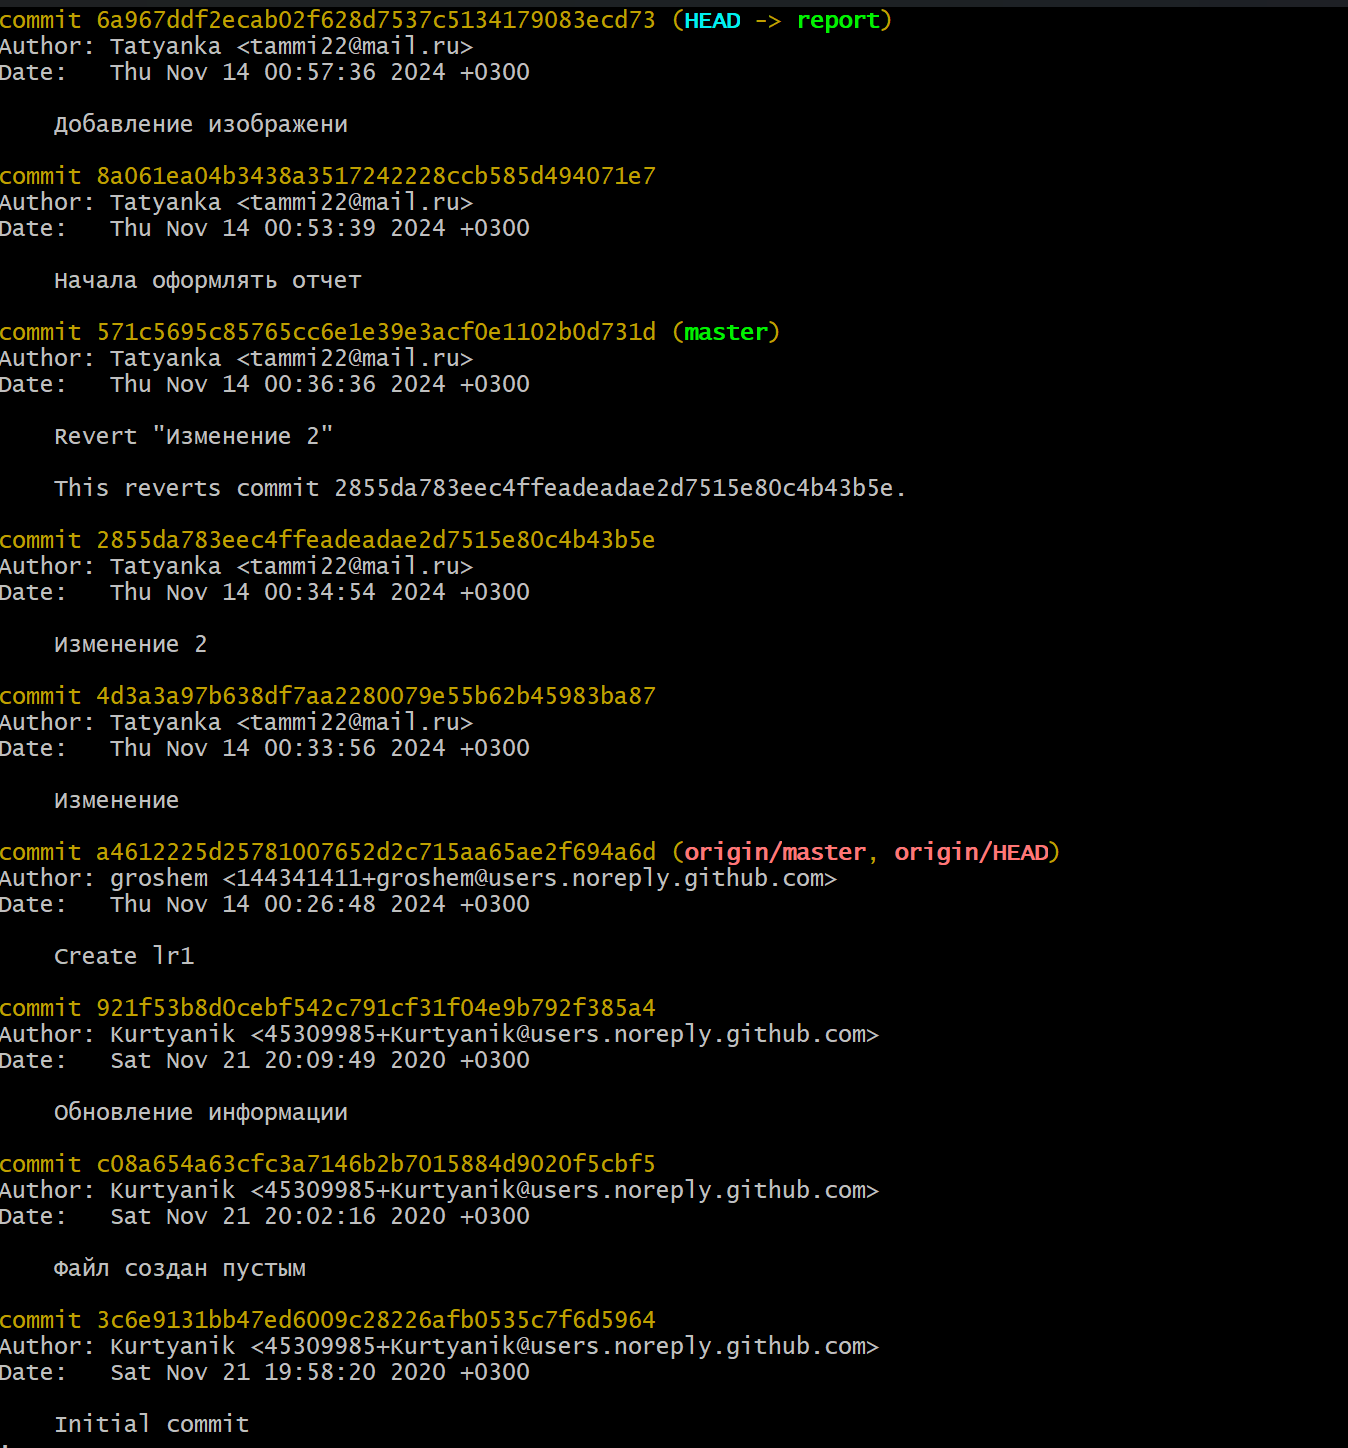 commit 6a967ddf2ecab02f628d7537c5134179083ecd73 (HEAD -> report)
Author: Tatyanka <tammi22@mail.ru>
Date:   Thu Nov 14 00:57:36 2024 +0300
Добавление изображени
commit 8a061ea04b3438a3517242228ccb585d494071e7
Author: Tatyanka <tammi22@mail.ru>
Date:   Thu Nov 14 00:53:39 2024 +0300
Начала оформлять отчет
commit 571c5695c85765cc6e1e39e3acf0e1102b0d731d (master)
Author: Tatyanka <tammi22@mail.ru>
Date:   Thu Nov 14 00:36:36 2024 +0300
Revert "Изменение 2"
This reverts commit 2855da783eec4ffeadeadae2d7515e80c4b43b5e.
commit 2855da783eec4ffeadeadae2d7515e80c4b43b5e
Author: Tatyanka <tammi22@mail.ru>
Date:   Thu Nov 14 00:34:54 2024 +0300
Изменение 2
commit 4d3a3a97b638df7aa2280079e55b62b45983ba87
Author: Tatyanka <tammi22@mail.ru>
Date:   Thu Nov 14 00:33:56 2024 +0300
Изменение
commit a4612225d25781007652d2c715aa65ae2f694a6d (origin/master, origin/HEAD)
Author: groshem <144341411+groshem@users.noreply.github.com>
Date:   Thu Nov 14 00:26:48 2024 +0300
Create lr1
commit 921f53b8d0cebf542c791cf31f04e9b792f385a4
Author: Kurtyanik <45309985+Kurtyanik@users.noreply.github.com>
Date:   Sat Nov 21 20:09:49 2020 +0300
Обновление информации
commit c08a654a63cfc3a7146b2b7015884d9020f5cbf5
Author: Kurtyanik <45309985+Kurtyanik@users.noreply.github.com>
Date:   Sat Nov 21 20:02:16 2020 +0300
Файл создан пустым
commit 3c6e9131bb47ed6009c28226afb0535c7f6d5964
Author: Kurtyanik <45309985+Kurtyanik@users.noreply.github.com>
Date:   Sat Nov 21 19:58:20 2020 +0300
Initial commit